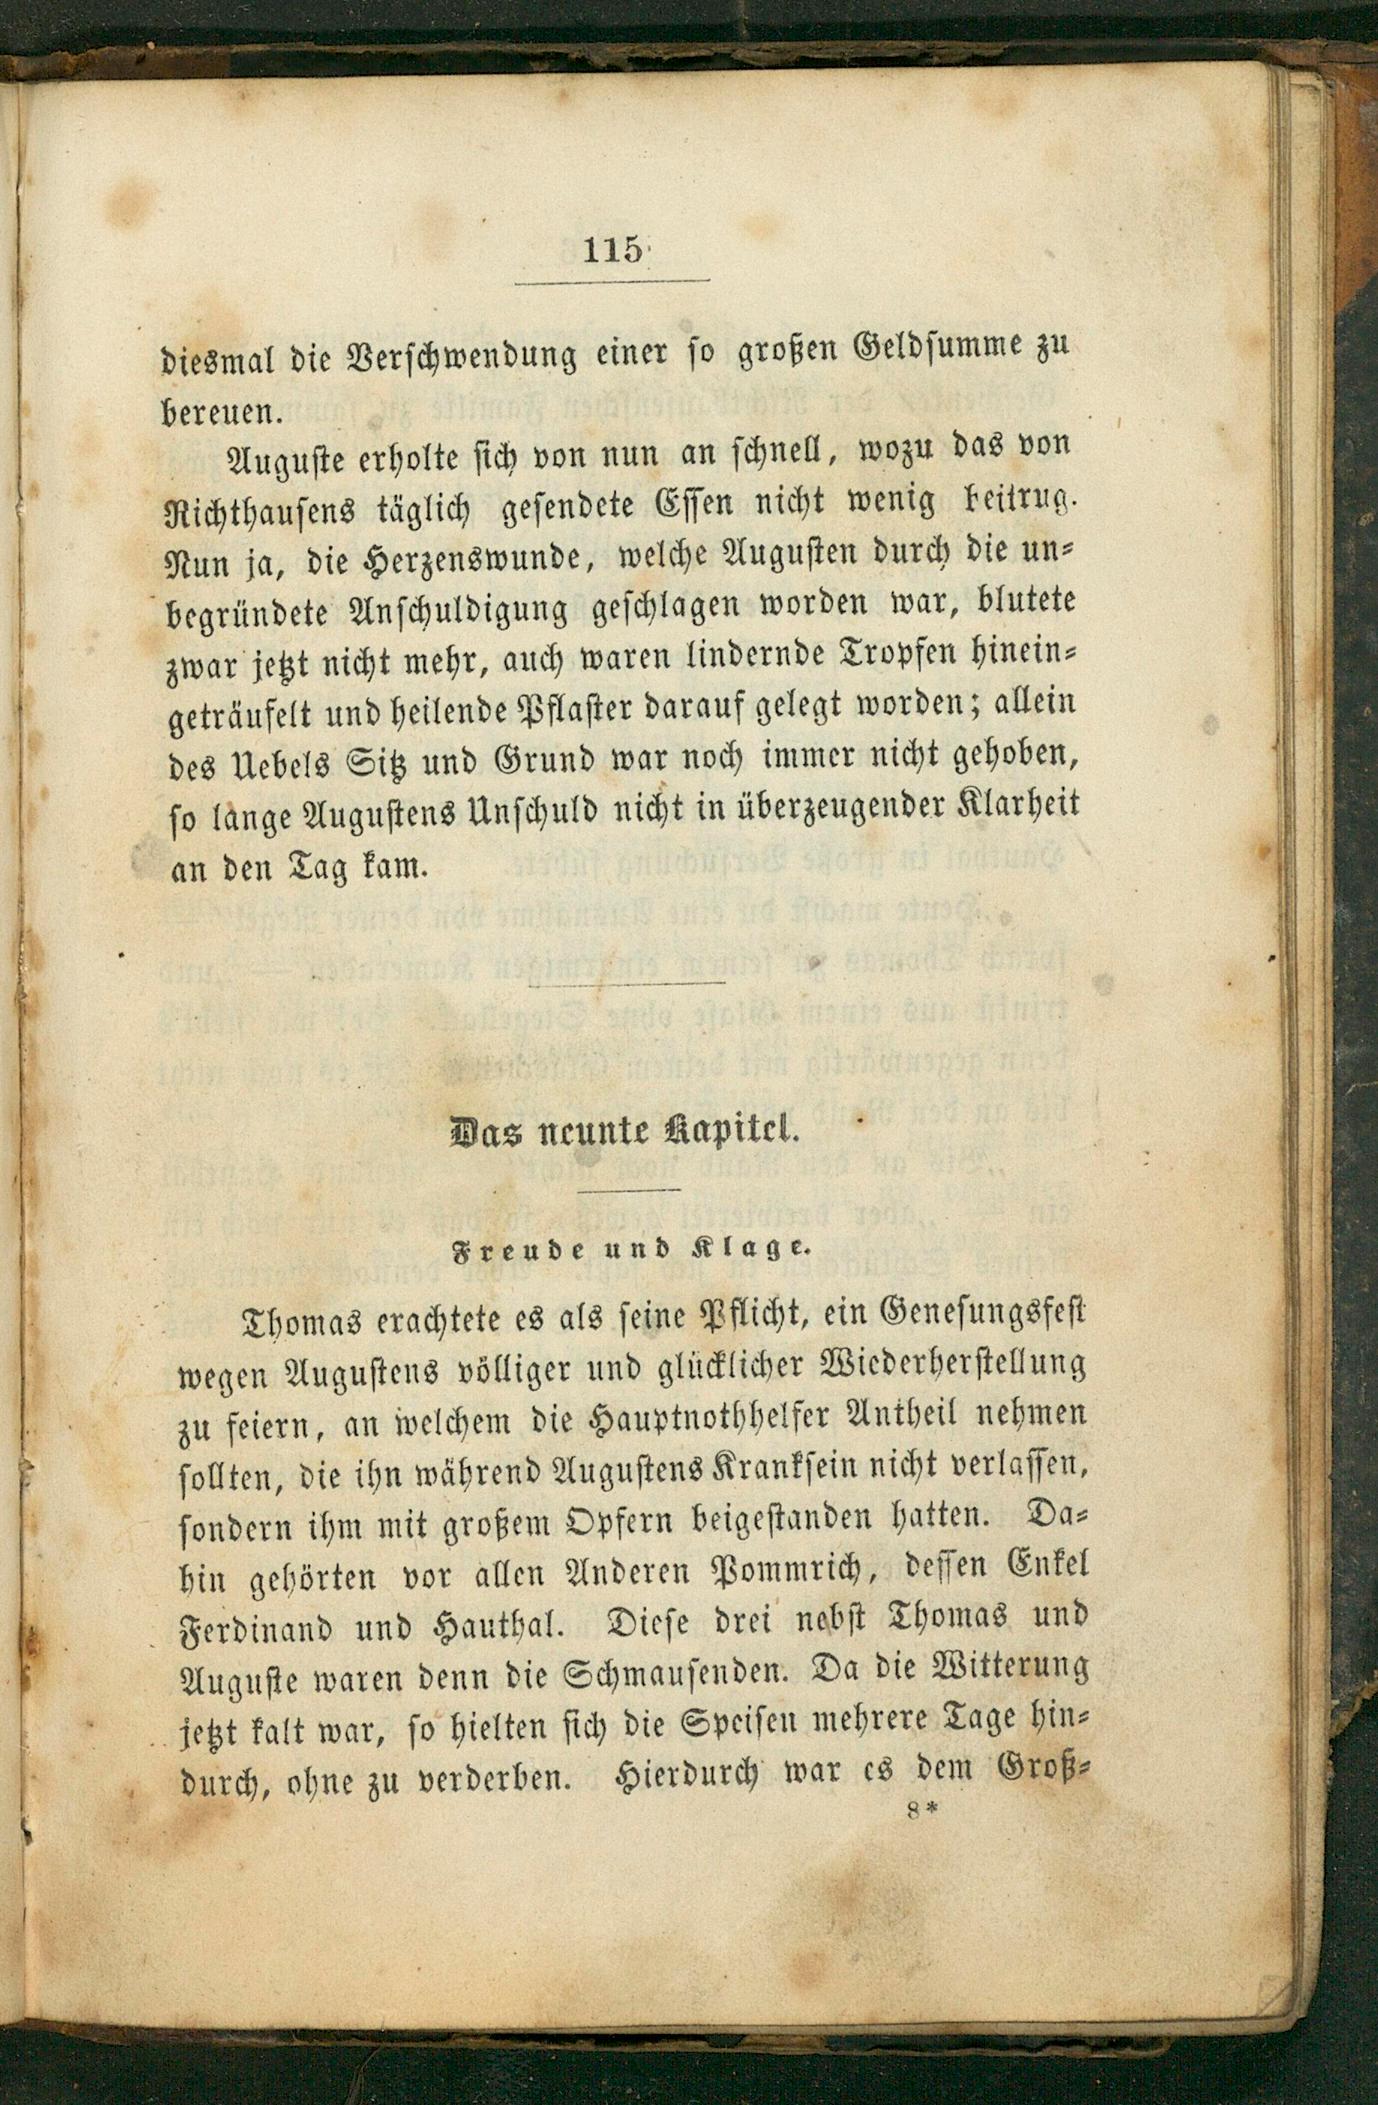 115
diesmal die Verschwendung einer so großen Geldsumme zu
bereuen.
Auguste erholte sich von nun an schnell, wozu das von
Richthausens täglich gesendete Essen nicht wenig beitrug.
Nun ja, die Herzenswunde, welche Augusten durch die un-
begründete Anschuldigung geschlagen worden war, blutete
zwar jetzt nicht mehr, auch waren lindernde Tropfen hinein-
geträufelt und heilende Pflaster darauf gelegt worden; allein
des Uebels Sitz und Grund war noch immer nicht gehoben,
so lange Augustens Unschuld nicht in überzeugender Klarheit
an den Tag kam.
Das neunte Kapitel.
Freude und Klage.
Thomas erachtete es als seine Pflicht, ein Genesungsfest
wegen Augustens völliger und glücklicher Wiederherstellung
zu feiern, an welchem die Hauptnothhelfer Antheil nehmen
sollten, die ihn während Augustens Kranksein nicht verlassen,
sondern ihm mit großem Opfern beigestanden hatten. Da-
hin gehörten vor allen Anderen Pommrich, dessen Enkel
Ferdinand und Hauthal. Diese drei nebst Thomas und
Auguste waren denn die Schmausenden. Da die Witterung
jetzt kalt war, so hielten sich die Speisen mehrere Tage hin-
durch, ohne zu verderben. Hierdurch war es dem Groß-
8*